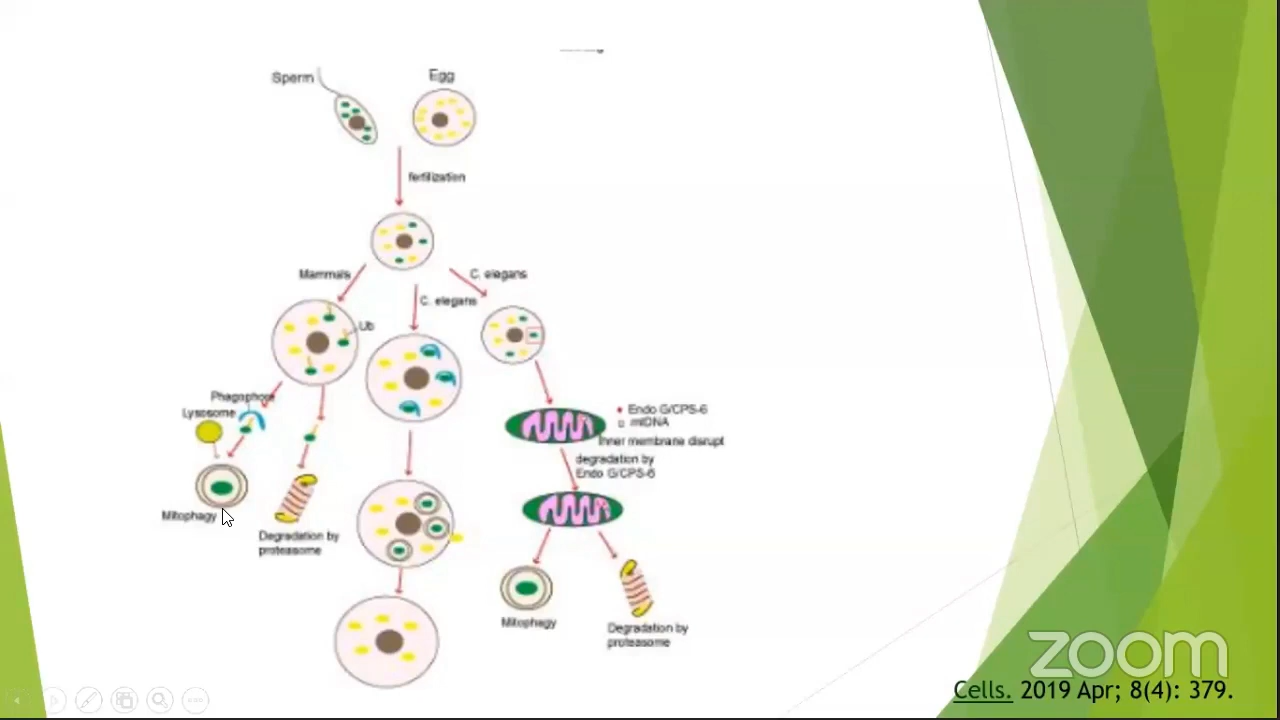 Sperm
Egg
fertilization
Mammals
C. elegans
C. elegans
Ub
Phagophore
Lysosome
Endo G/CPS-6
mtDNA
Inner membrane disrupt
degradation by
Endo G/CPS-6
Mitophagy
Degradation by
proteasome
Mitophagy
Degradation by
proteasome
zoom
Cells. 2019 Apr; 8(4): 379.